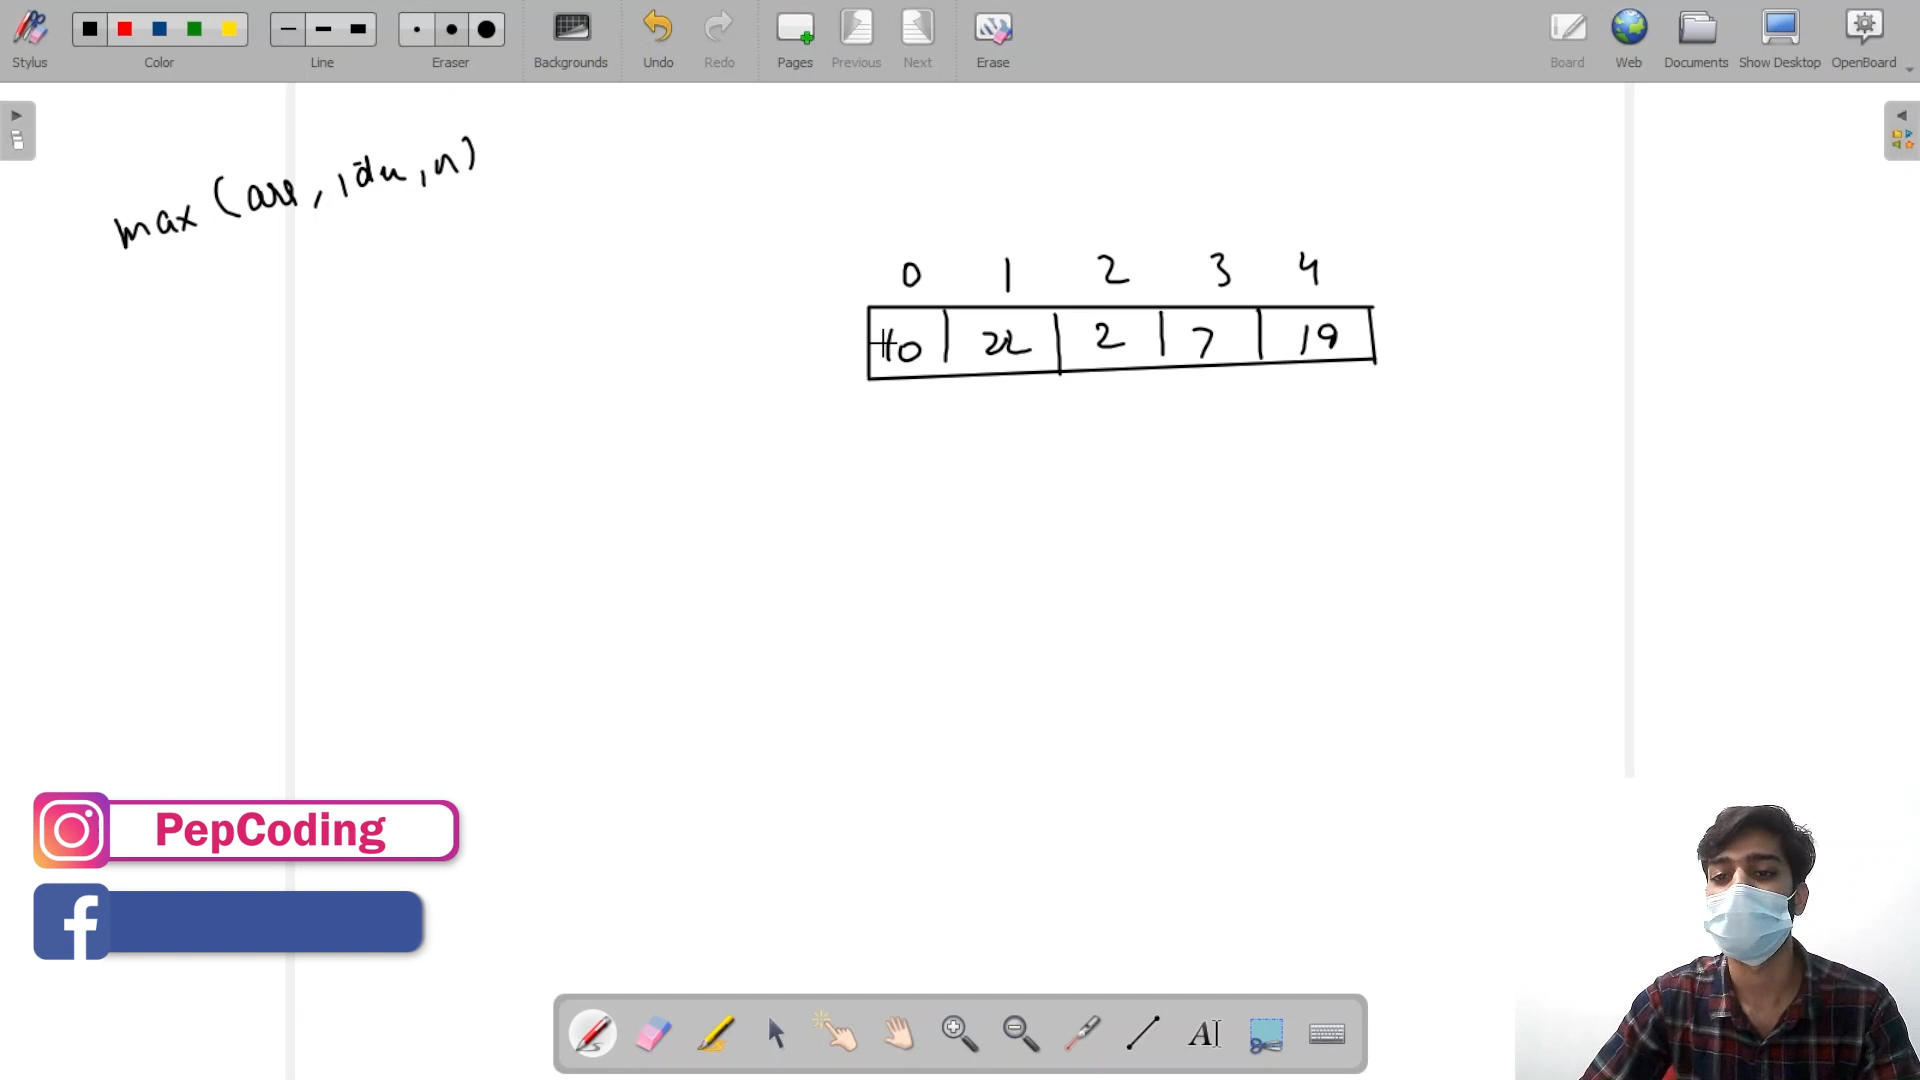 Stylus Color Line Eraser Backgrounds Undo Redo Pages Previous Next Erase Board Web Documents Show Desktop OpenBoard
max (arr, idx, n)
0 1 2 3 4
22 2 7 19
PepCoding